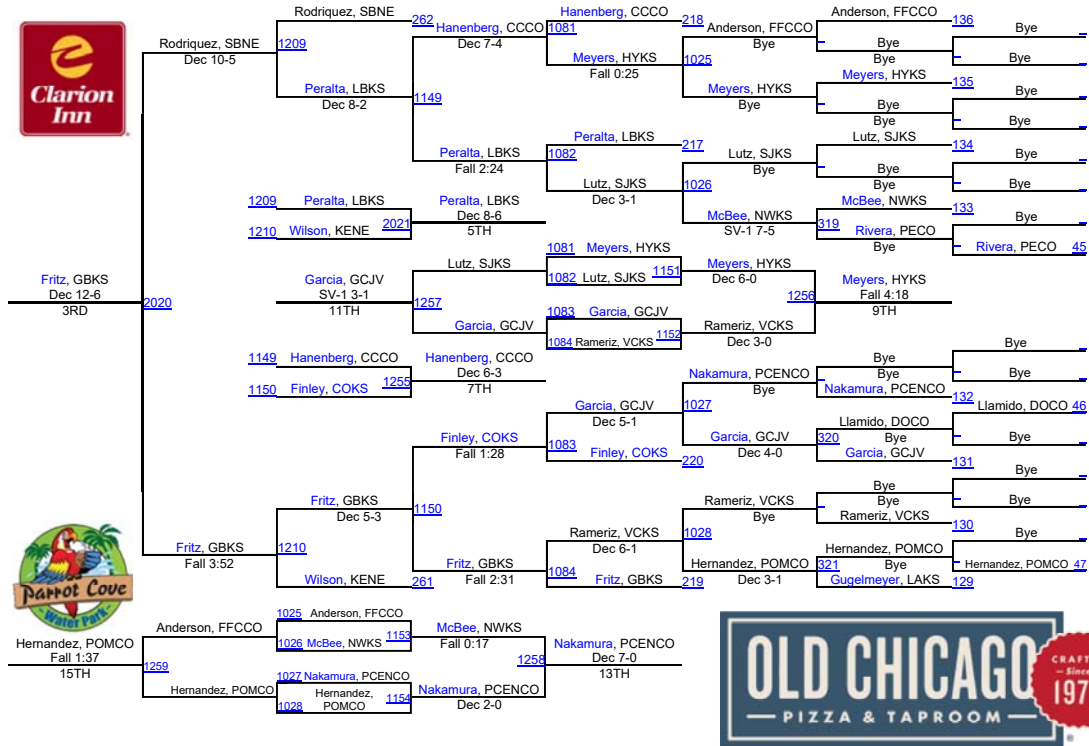 Rodriquez, SBNE 262
Hanenberg, CCCO 218
Anderson, FFCCO 136
Hanenberg, CCCO 1081
Dec 7-4
Anderson, FFCCO
Bye
Bye
Bye
Bye
Bye
Rodriquez, SBNE 1209
Dec 10-5
Meyers, HYKS 1025
Fall 0:25
Meyers, HYKS 135
Clarion
Inn
Peralta, LBKS 1149
Dec 8-2
Meyers, HYKS
Bye
Bye
Bye
Bye
Bye
Peralta, LBKS 217
Lutz, SJKS 134
Peralta, LBKS 1082
Fall 2:24
Lutz, SJKS
Bye
Bye
Bye
Bye
Bye
Lutz, SJKS 1026
Dec 3-1
McBee, NWKS 133
1209 Peralta, LBKS
Peralta, LBKS
Dec 8-6
5TH
McBee, NWKS 319
SV-1 7-5
Bye
1210 Wilson, KENE 2021
Rivera, PECO
Bye
Rivera, PECO 45
1081 Meyers, HYKS
Lutz, SJKS
1082 Lutz, SJKS 1151
Meyers, HYKS
Dec 6-0
Meyers, HYKS
Fall 4:18
9TH
Fritz, GBKS
Dec 12-6
3RD
2020
Garcia, GCJV
SV-1 3-1
11TH
1257
1256
1083 Garcia, GCJV
Garcia, GCJV
1084 Rameriz, VCKS 1152
Rameriz, VCKS
Dec 3-0
1149 Hanenberg, CCCO
Hanenberg, CCCO
Dec 6-3
7TH
1150 Finley, COKS 1255
Bye
Bye
Bye
Bye
Nakamura, PCENCO
Bye
Nakamura, PCENCO 132
Garcia, GCJV 1027
Dec 5-1
Llamido, DOCO 46
Llamido, DOCO
Bye
Bye
Finley, COKS 1083
Fall 1:28
Garcia, GCJV 320
Dec 4-0
Finley, COKS 220
Garcia, GCJV 131
Fritz, GBKS 1150
Dec 5-3
Bye
Bye
Bye
Bye
Rameriz, VCKS
Bye
Rameriz, VCKS 130
Rameriz, VCKS 1028
Dec 6-1
Bye
Fritz, GBKS 1210
Fall 3:52
Hernandez, POMCO
Bye
Hernandez, POMCO 47
Fritz, GBKS 1084
Fall 2:31
Hernandez, POMCO 321
Dec 3-1
Wilson, KENE 261
Fritz, GBKS 219
Gugelmeyer, LAKS 129
Parrot Cove
Water Park
1025 Anderson, FFCCO
Anderson, FFCCO
1026 McBee, NWKS 1153
McBee, NWKS
Fall 0:17
Nakamura, PCENCO
Dec 7-0
13TH
Hernandez, POMCO
Fall 1:37
15TH
1259
1258
1027 Nakamura, PCENCO
Hernandez, POMCO
1028 Hernandez,
POMCO 1154
Nakamura, PCENCO
Dec 2-0
OLD CHICAGO
PIZZA & TAPROOM
CRAFT
Since
197